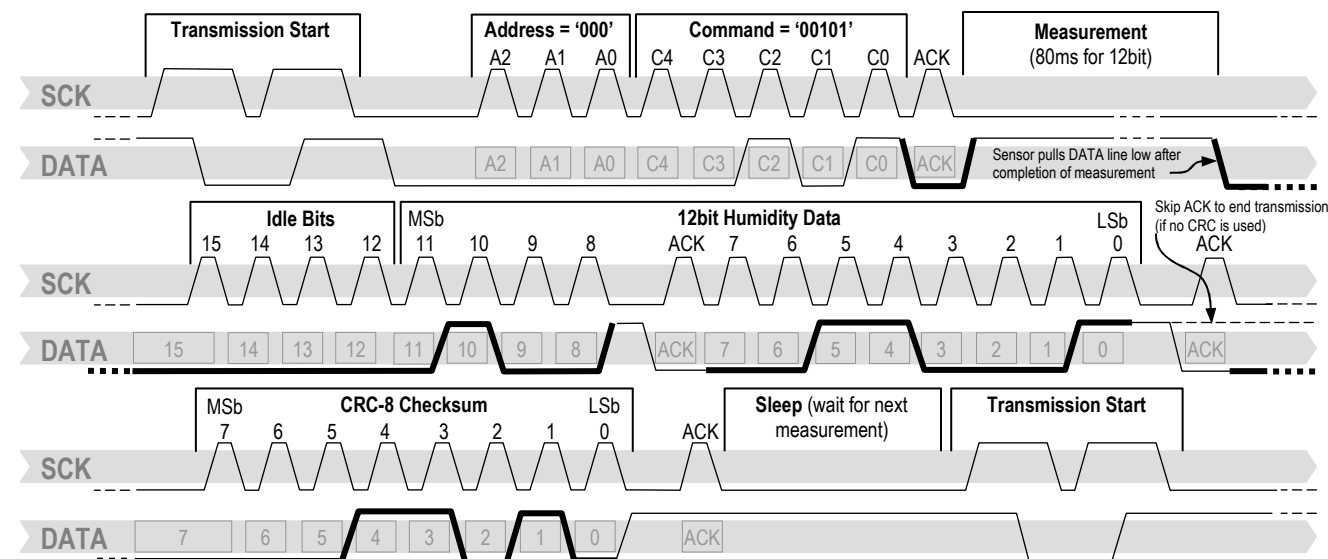 Transmission Start Address = ‘000’ Command = ‘00101’ Measurement
(80ms for 12bit)
A2 A1 A0 C4 C3 C2 C1 C0 ACK
SCK
DATA A2 A1 A0 C4 C3 C2 C1 C0 ACK
Sensor pulls DATA line low after
completion of measurement
Idle Bits MSb 12bit Humidity Data LSb
Skip ACK to end transmission
(if no CRC is used)
15 14 13 12 11 10 9 8 ACK 7 6 5 4 3 2 1 0 ACK
SCK
DATA 15 14 13 12 11 10 9 8 ACK 7 6 5 4 3 2 1 0 ACK
MSb CRC-8 Checksum LSb Sleep (wait for next
measurement)
Transmission Start
7 6 5 4 3 2 1 0 ACK
SCK
DATA 7 6 5 4 3 2 1 0 ACK